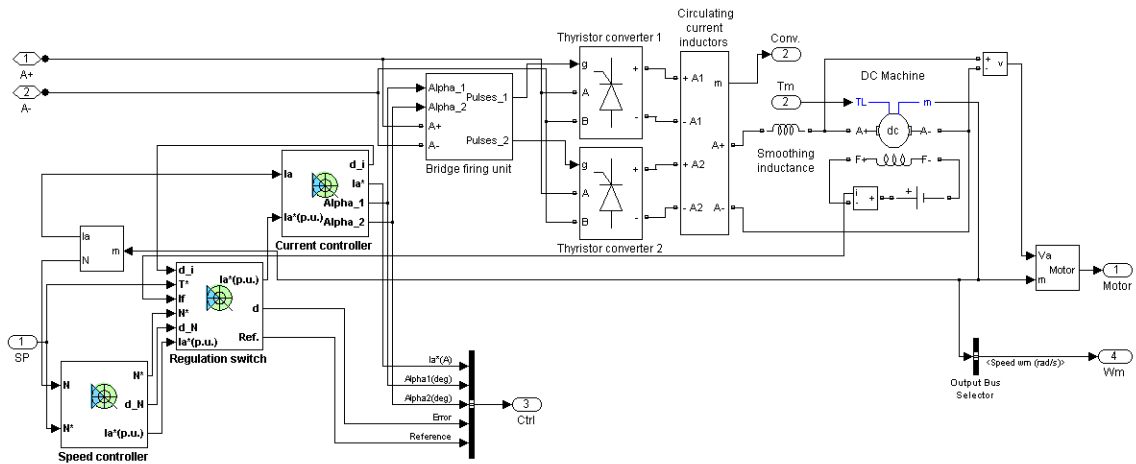 1
A+
2
A-
Alpha_1
Alpha_2
A+
A-
Pulses_1
Pulses_2
Bridge firing unit
Thyristor converter 1
g
A
B
+
-
g
A
B
+
-
Thyristor converter 2
Circulating
current
inductors
+ A1
- A1
+ A2
- A2
m
A+
A-
Conv.
2
Tm
2
Smoothing
inductance
DC Machine
TL
m
A+
dc
A-
F+
F-
i
+
-
+
+
-
v
Va
m
Motor
1
Motor
Ia
Ia*(p.u.)
d_i
Ia*
Alpha_1
Alpha_2
Current controller
Ia
N
m
d_i
T*
If
N*
d_N
Ia*(p.u.)
Ia*(p.u.)
d
Ref.
Regulation switch
1
SP
N
N*
N*
d_N
Ia*(p.u.)
Speed controller
Ia*(A)
Alpha1(deg)
Alpha2(deg)
Error
Reference
3
Ctrl
<Speed wm (rad/s)>
Output Bus
Selector
4
Wm